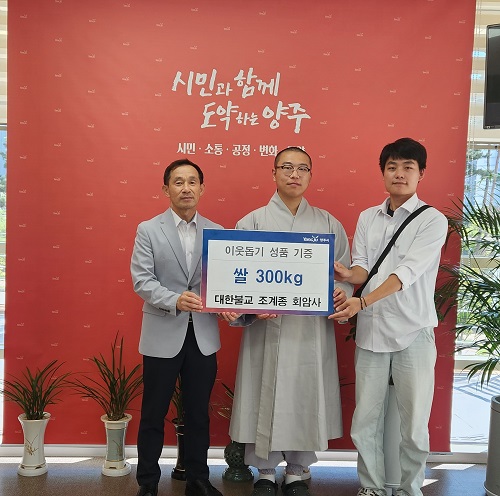 시민과 함께
도약하는 양주
시민 · 소통 · 공정 · 변화
이웃돕기 성품 기증
쌀 300kg
대한불교 조계종 회암사